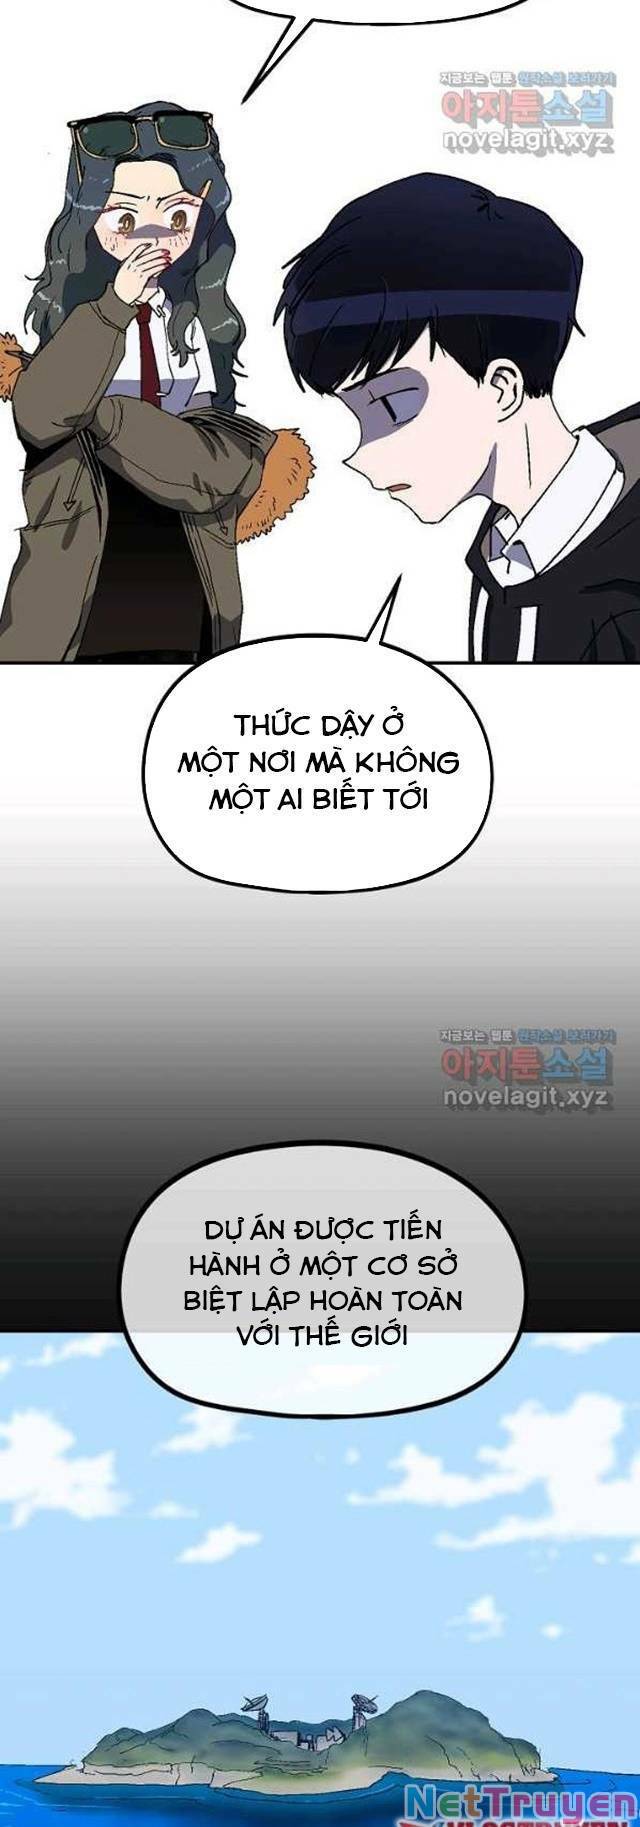 지금보는 웹툰 원작소설 보러가기
아지툰소설
novelagit.xyz
THỨC DẬY Ở
MỘT NƠI MÀ KHÔNG
MỘT AI BIẾT TỚI
지금보는 웹툰 원작소설 보러가기
아지툰소설
novelagit.xyz
DỰ ÁN ĐƯỢC TIẾN
HÀNH Ở MỘT CƠ SỞ
BIỆT LẬP HOÀN TOÀN
VỚI THẾ GIỚI
NetTruyen